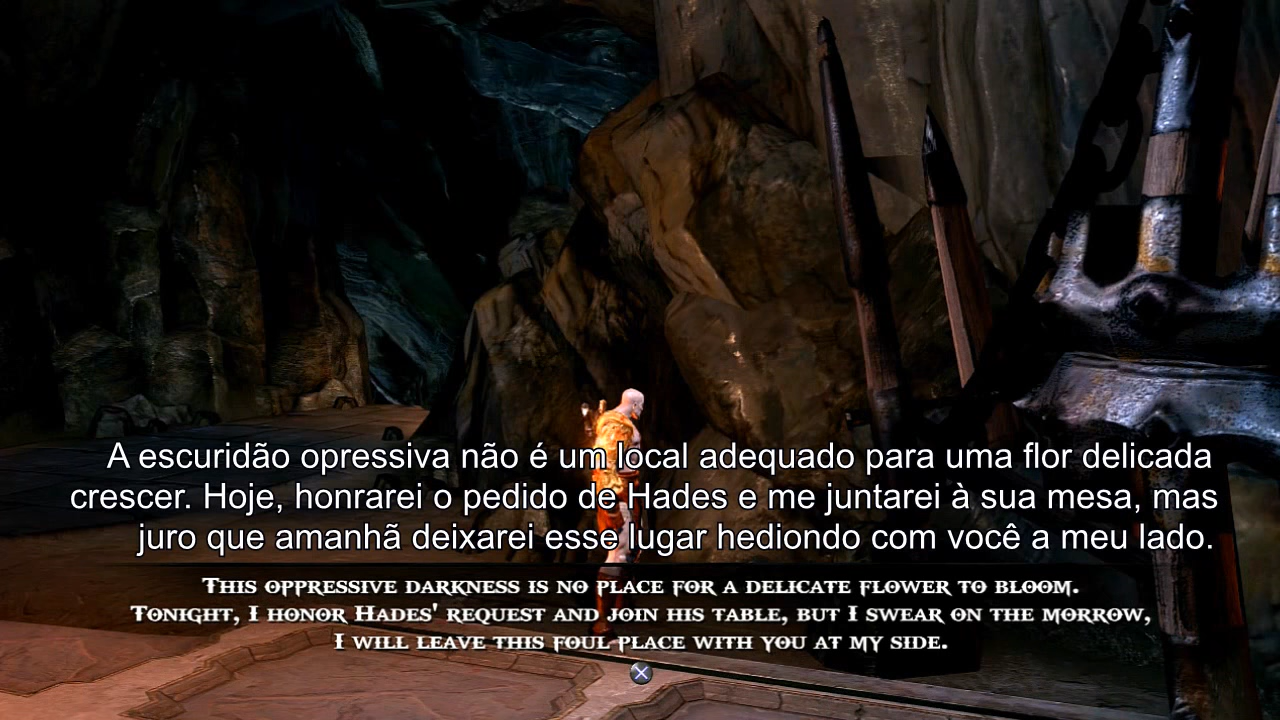 A escuridão opressiva não é um local adequado para uma flor delicada
crescer. Hoje, honrarei o pedido de Hades e me juntarei à sua mesa, mas
juro que amanhã deixarei esse lugar hediondo com você a meu lado.
This oppressive darkness is no place for a delicate flower to bloom.
Tonight, I honor Hades' request and join his table, but I swear on the morrow,
I will leave this foul place with you at my side.